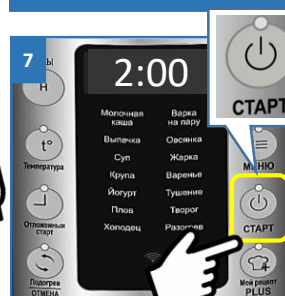 7
2:00
СТАРТ
Молочная каша
Варка на пару
Выпечка
Овсянка
Суп
Жарка
Крупа
Варенье
Йогурт
Тушение
Плов
Творог
Холодец
Разогрев
Н
t°
Температура
Отложенный старт
Подогрев
ОТМЕНА
МЕНЮ
СТАРТ
Мой рецепт
PLUS